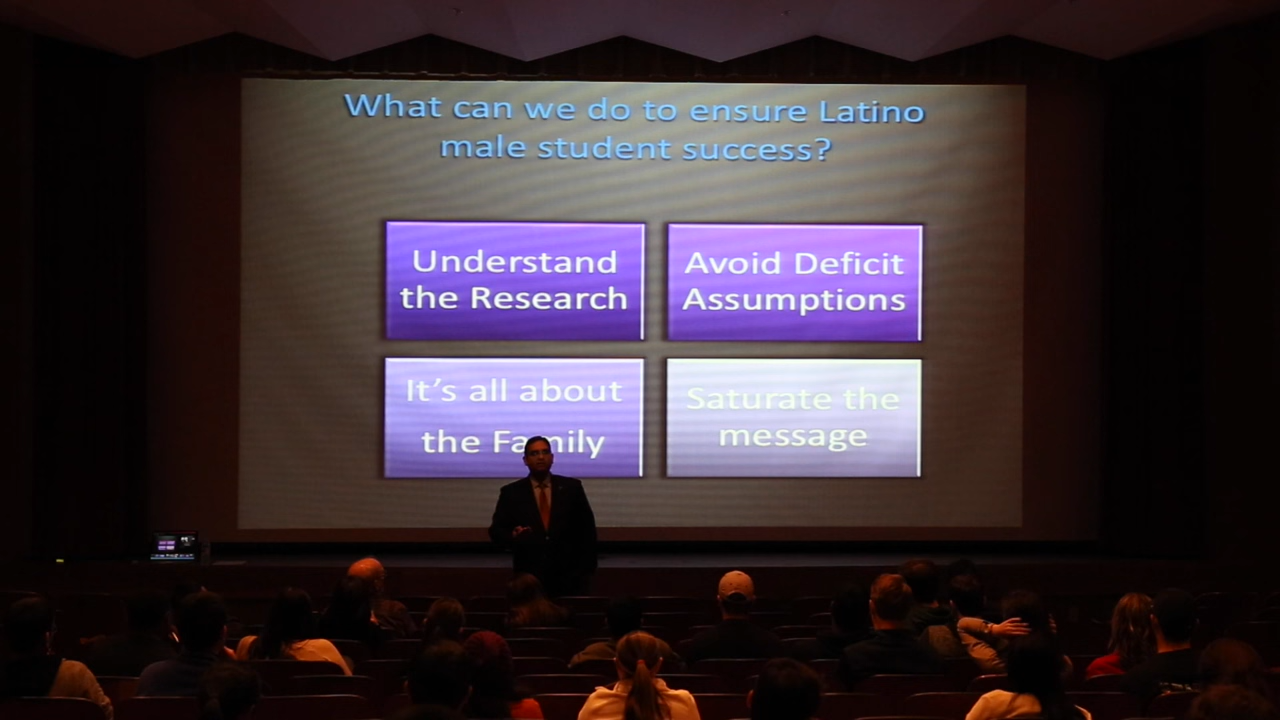 What can we do to ensure Latino
male student success?
Understand
the Research
Avoid Deficit
Assumptions
It's all about
the Family
Saturate the
message